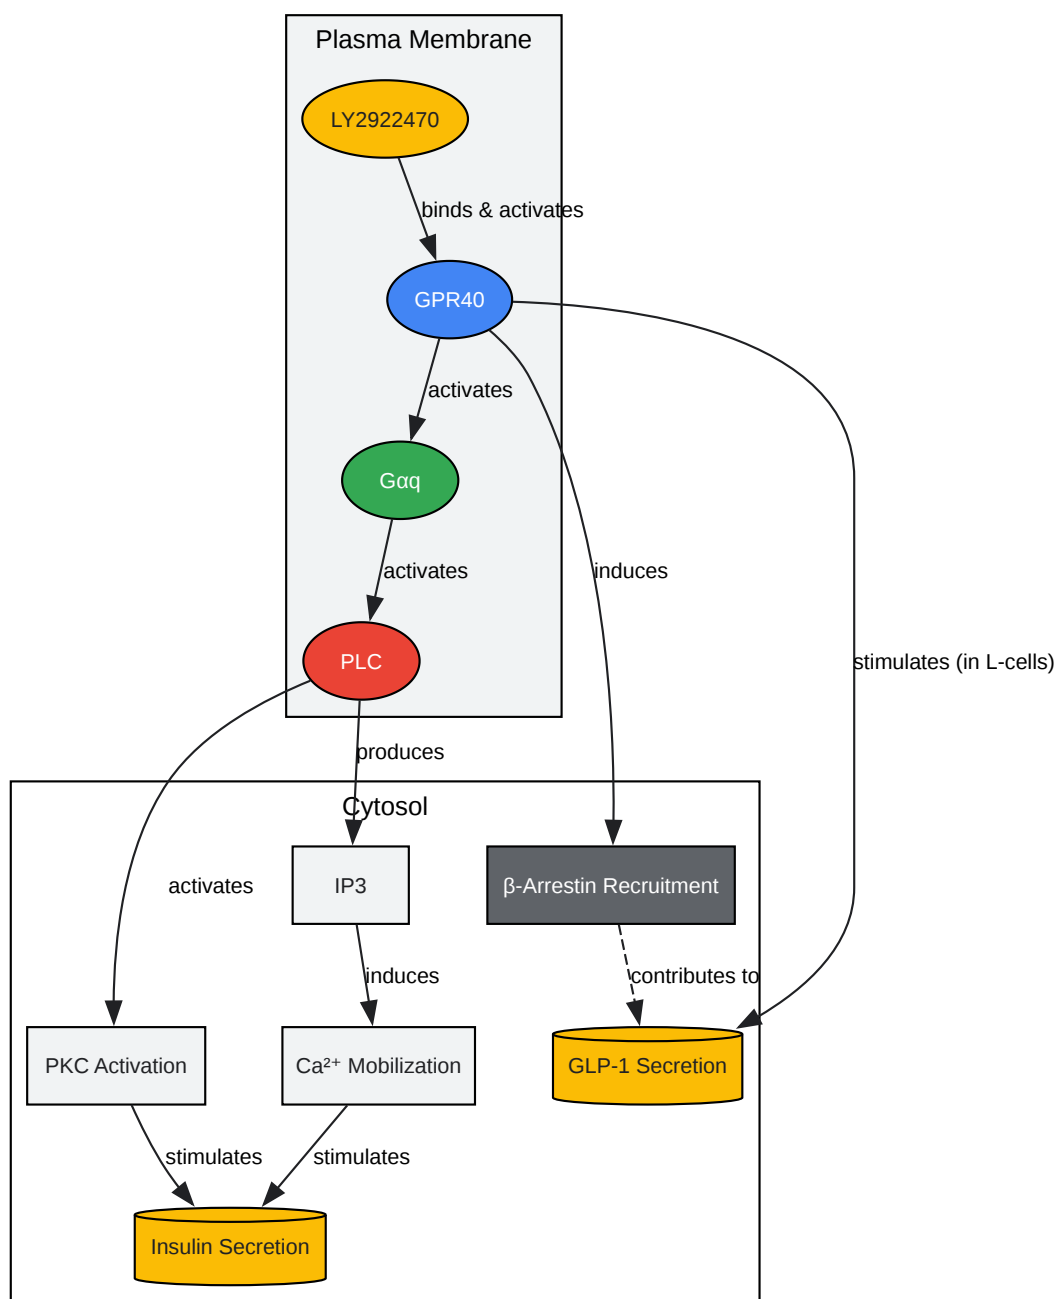 Plasma Membrane
LY2922470
binds & activates
GPR40
activates
Gαq
activates
induces
PLC
stimulates (in L-cells)
produces
Cytosol
activates
IP3
β-Arrestin Recruitment
induces
contributes to
PKC Activation
Ca²⁺ Mobilization
GLP-1 Secretion
stimulates
stimulates
Insulin Secretion